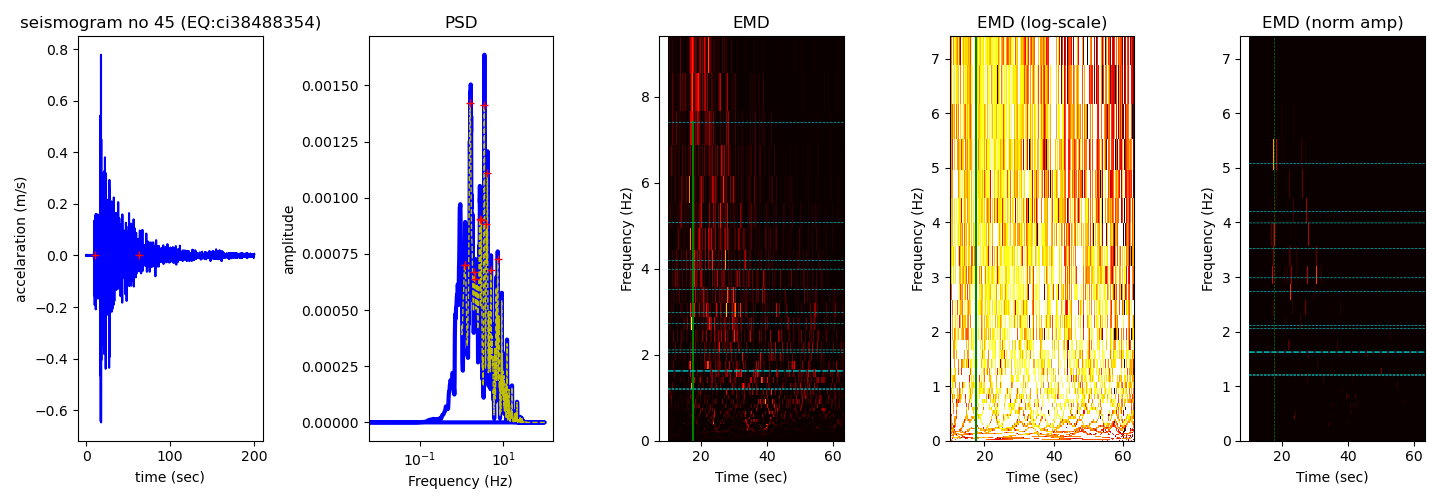 seismogram no 45 (EQ:ci38488354)
accelaration (m/s)
0.8
0.6
0.4
0.2
0.0
−0.2
−0.4
−0.6
0 100 200
time (sec)
PSD
amplitude
0.00150
0.00125
0.00100
0.00075
0.00050
0.00025
0.00000
10⁻¹ 10¹
Frequency (Hz)
EMD
Frequency (Hz)
8
6
4
2
0
20 40 60
Time (sec)
EMD (log-scale)
Frequency (Hz)
7
6
5
4
3
2
1
0
20 40 60
Time (sec)
EMD (norm amp)
Frequency (Hz)
7
6
5
4
3
2
1
0
20 40 60
Time (sec)